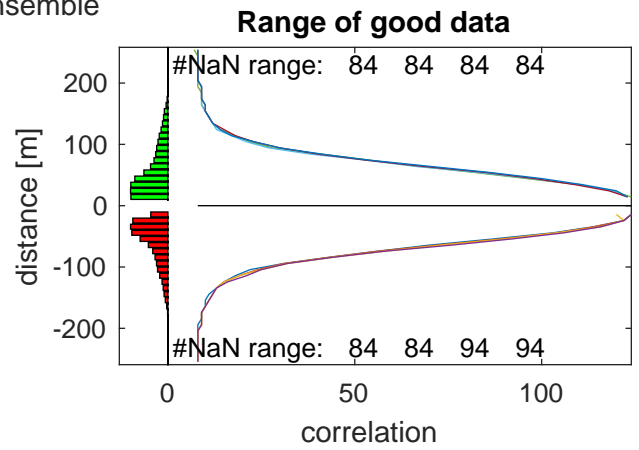 nsemble
Range of good data
#NaN range: 84 84 84 84
200
100
0
-100
-200
distance [m]
#NaN range: 84 84 94 94
0 50 100
correlation